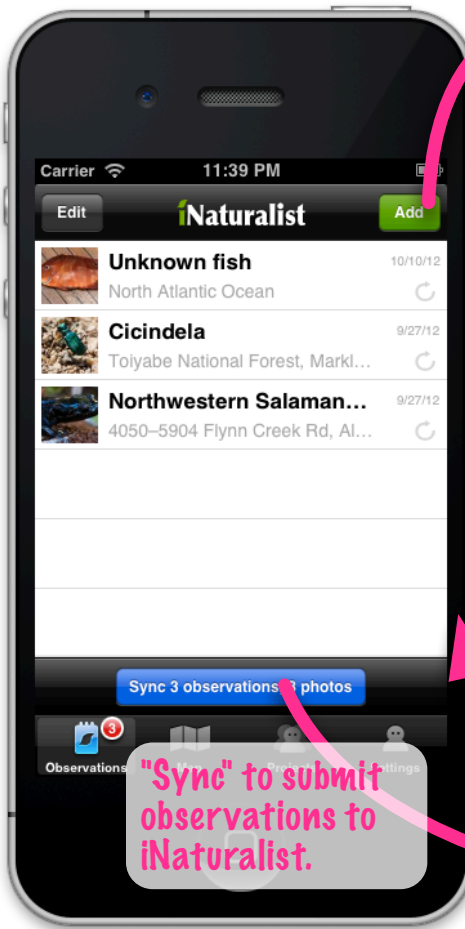 Carrier 11:39 PM
Edit iNaturalist Add
Unknown fish 10/10/12
North Atlantic Ocean
Cicindela 9/27/12
Toiyabe National Forest, Markl...
Northwestern Salaman... 9/27/12
4050–5904 Flynn Creek Rd, Al...
Sync 3 observations, 3 photos
3
Observations
"Sync" to submit
observations to
iNaturalist.